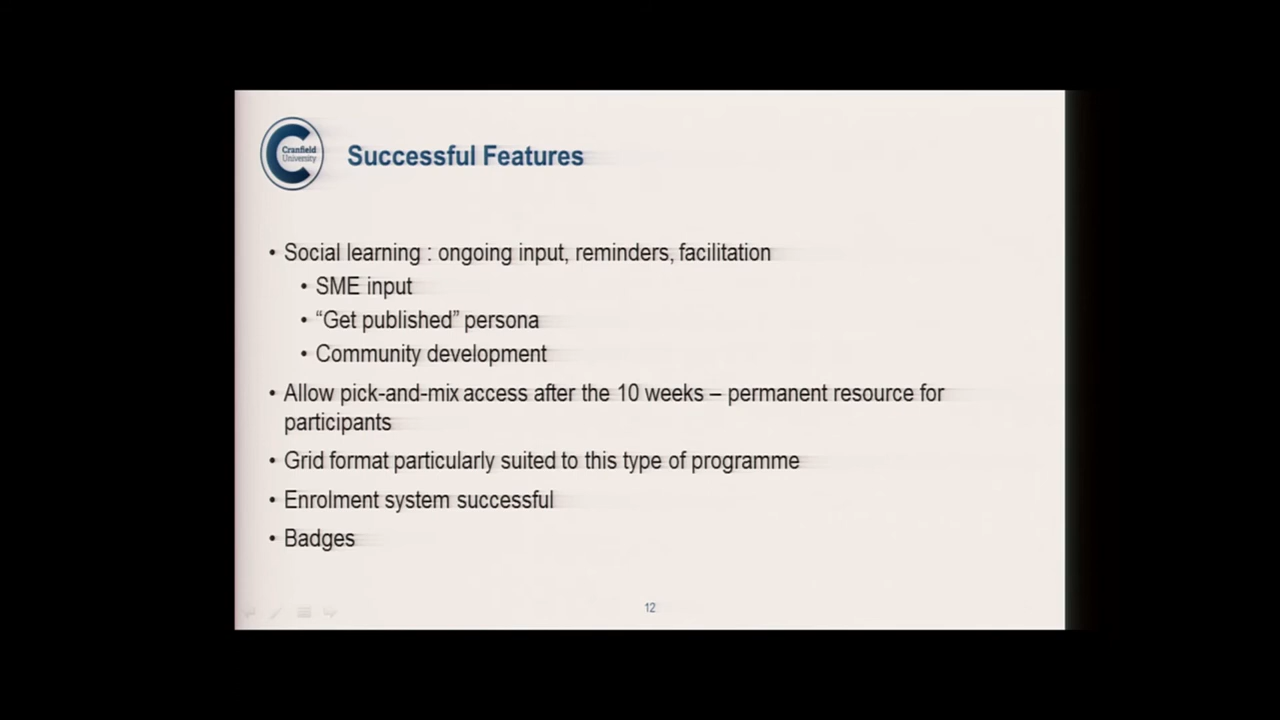 Cranfield
University
Successful Features
• Social learning : ongoing input, reminders, facilitation
• SME input
• “Get published” persona
• Community development
• Allow pick-and-mix access after the 10 weeks – permanent resource for
participants
• Grid format particularly suited to this type of programme
• Enrolment system successful
• Badges
12